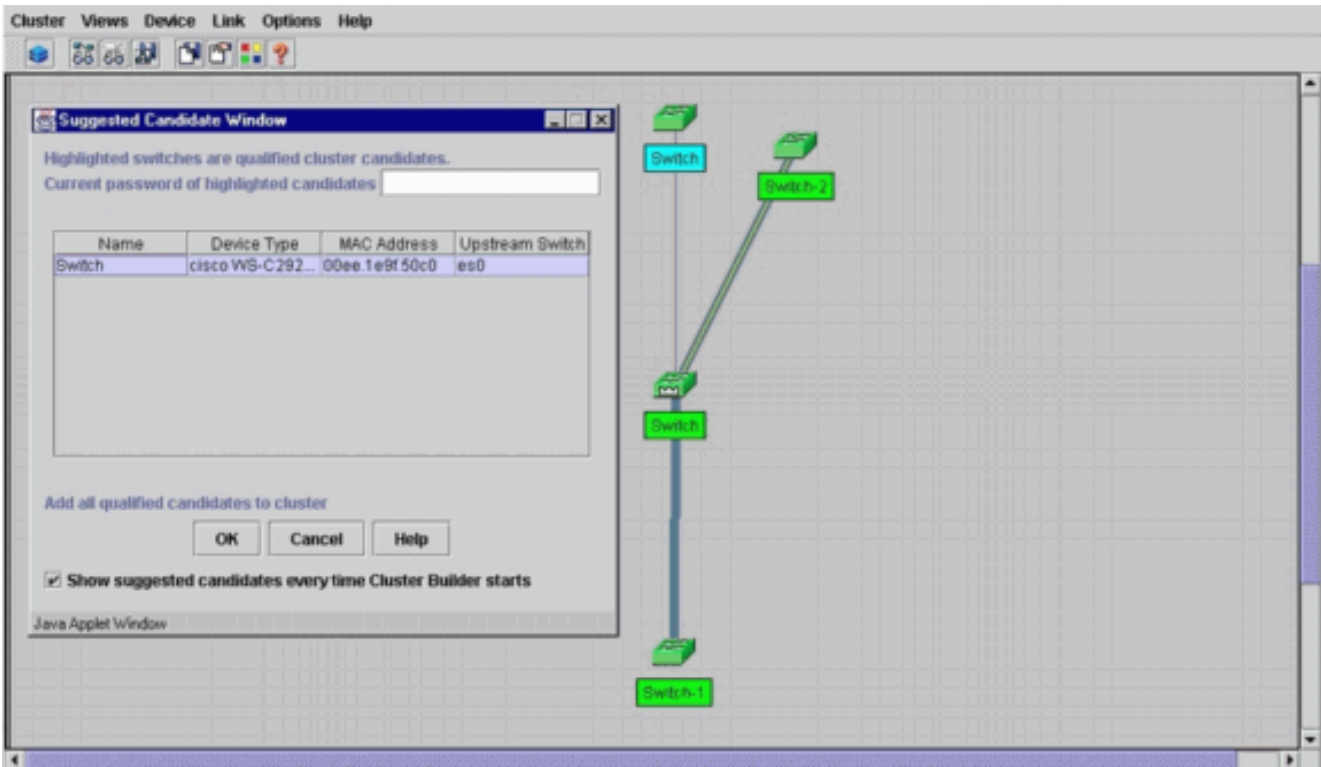 Cluster Views Device Link Options Help
Suggested Candidate Window
Highlighted switches are qualified cluster candidates.
Current password of highlighted candidates
Name Device Type MAC Address Upstream Switch
Switch cisco WS-C292... 00ee.1e9f.50c0 es0
Add all qualified candidates to cluster
OK Cancel Help
Show suggested candidates every time Cluster Builder starts
Java Applet Window
Switch
Switch-2
Switch
Switch-1